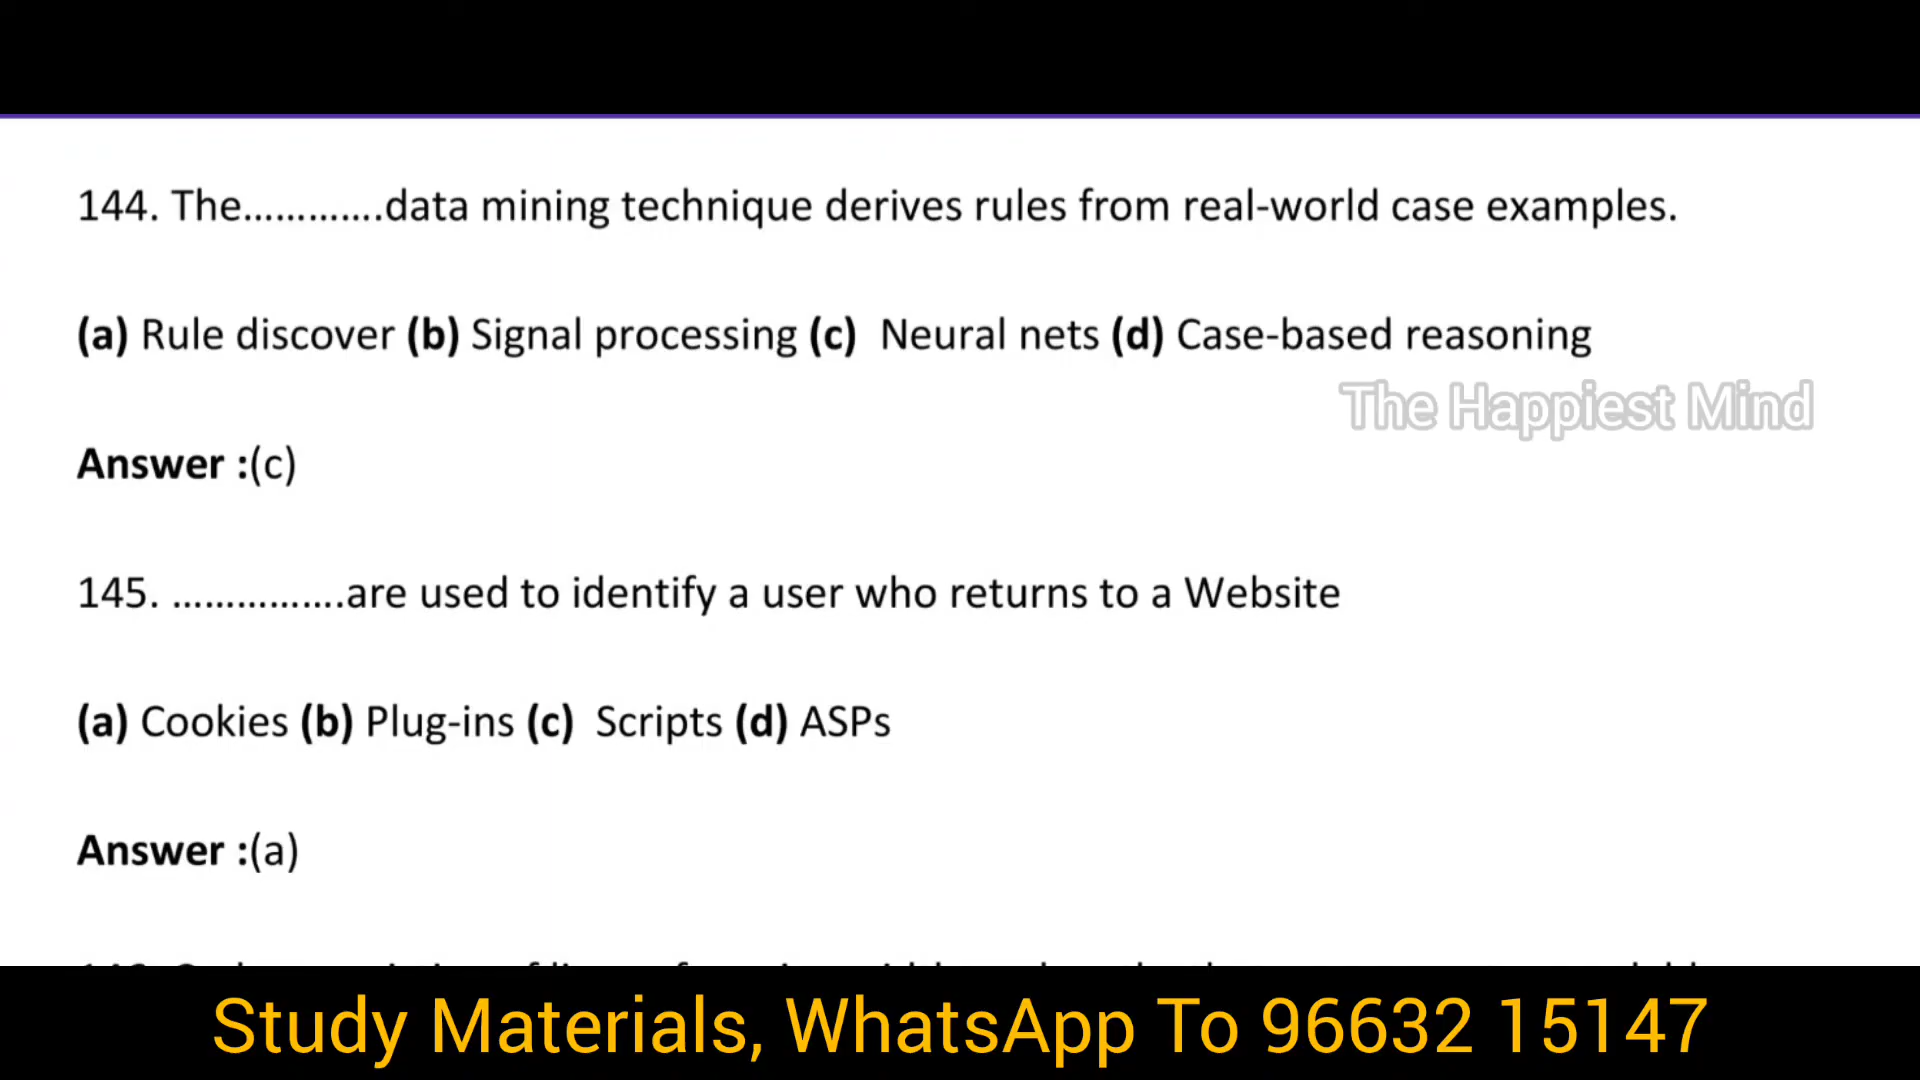 144. The.............data mining technique derives rules from real-world case examples.
(a) Rule discover (b) Signal processing (c) Neural nets (d) Case-based reasoning
The Happiest Mind
Answer :(c)
145. ................are used to identify a user who returns to a Website
(a) Cookies (b) Plug-ins (c) Scripts (d) ASPs
Answer :(a)
Study Materials, WhatsApp To 96632 15147